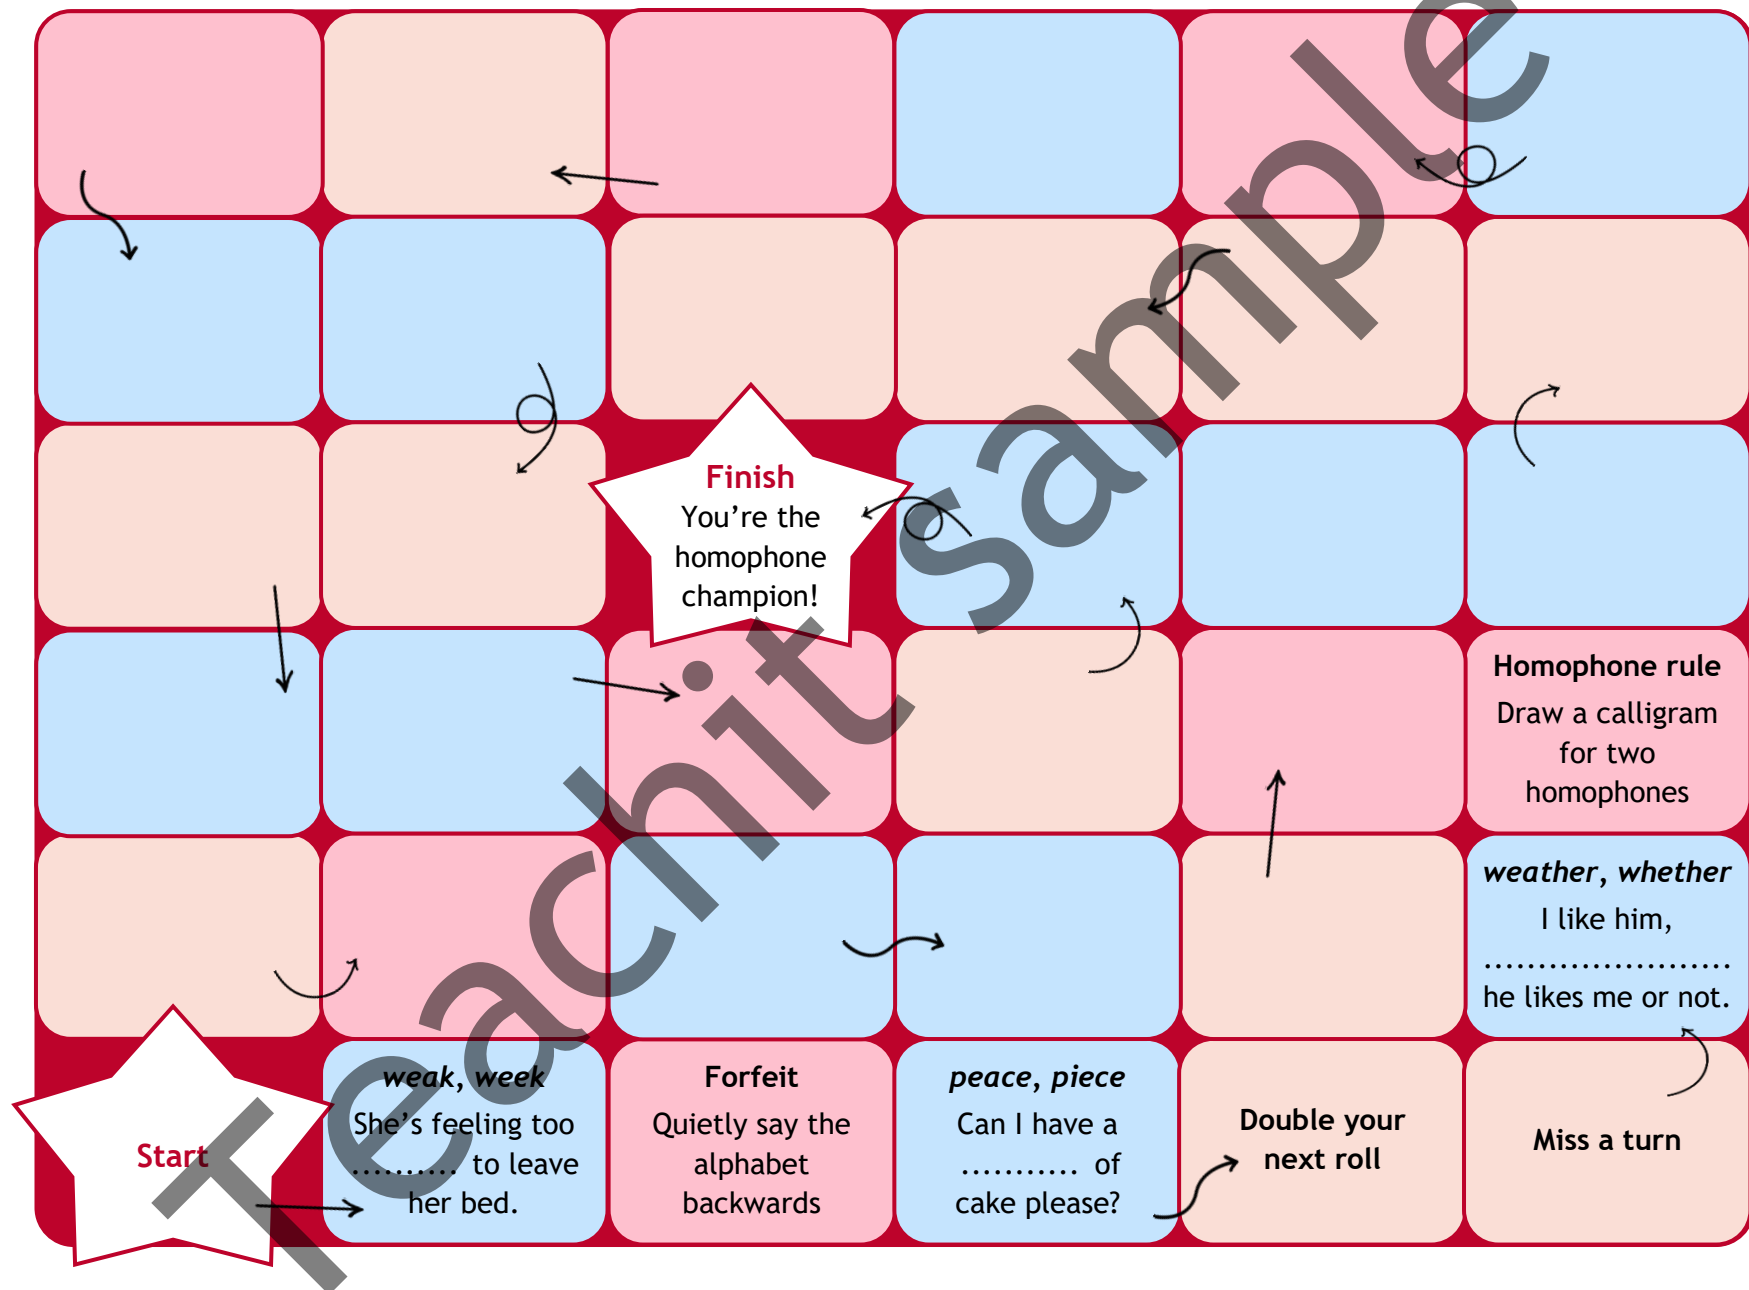 Finish
You're the
homophone
champion!
Homophone rule
Draw a calligram
for two
homophones
weather, whether
I like him,
.......................
he likes me or not.
Start
weak, week
She's feeling too
.......... to leave
her bed.
Forfeit
Quietly say the
alphabet
backwards
peace, piece
Can I have a
........... of
cake please?
Double your
next roll
Miss a turn
Teachit sample